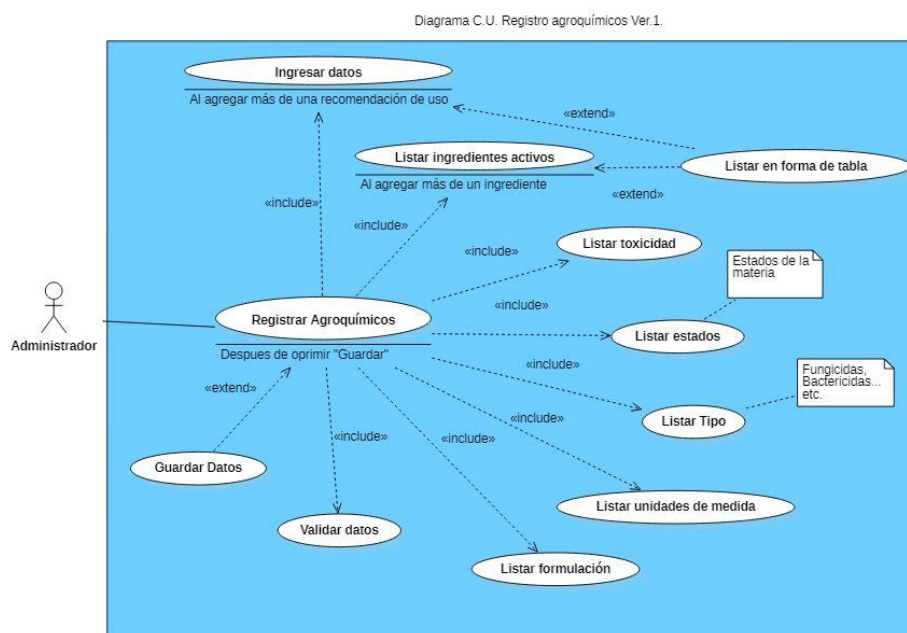 Diagrama C.U. Registro agroquímicos Ver.1.
Ingresar datos
Al agregar más de una recomendación de uso
«extend»
Listar ingredientes activos
Listar en forma de tabla
Al agregar más de un ingrediente
«extend»
«include»
«include»
Listar toxicidad
«include»
Estados de la
materia
«include»
Registrar Agroquímicos
Listar estados
Administrador
Despues de oprimir "Guardar"
«include»
Fungicidas,
Bactericidas...
etc.
«extend»
Listar Tipo
«include»
«include»
«include»
Guardar Datos
Listar unidades de medida
Validar datos
Listar formulación